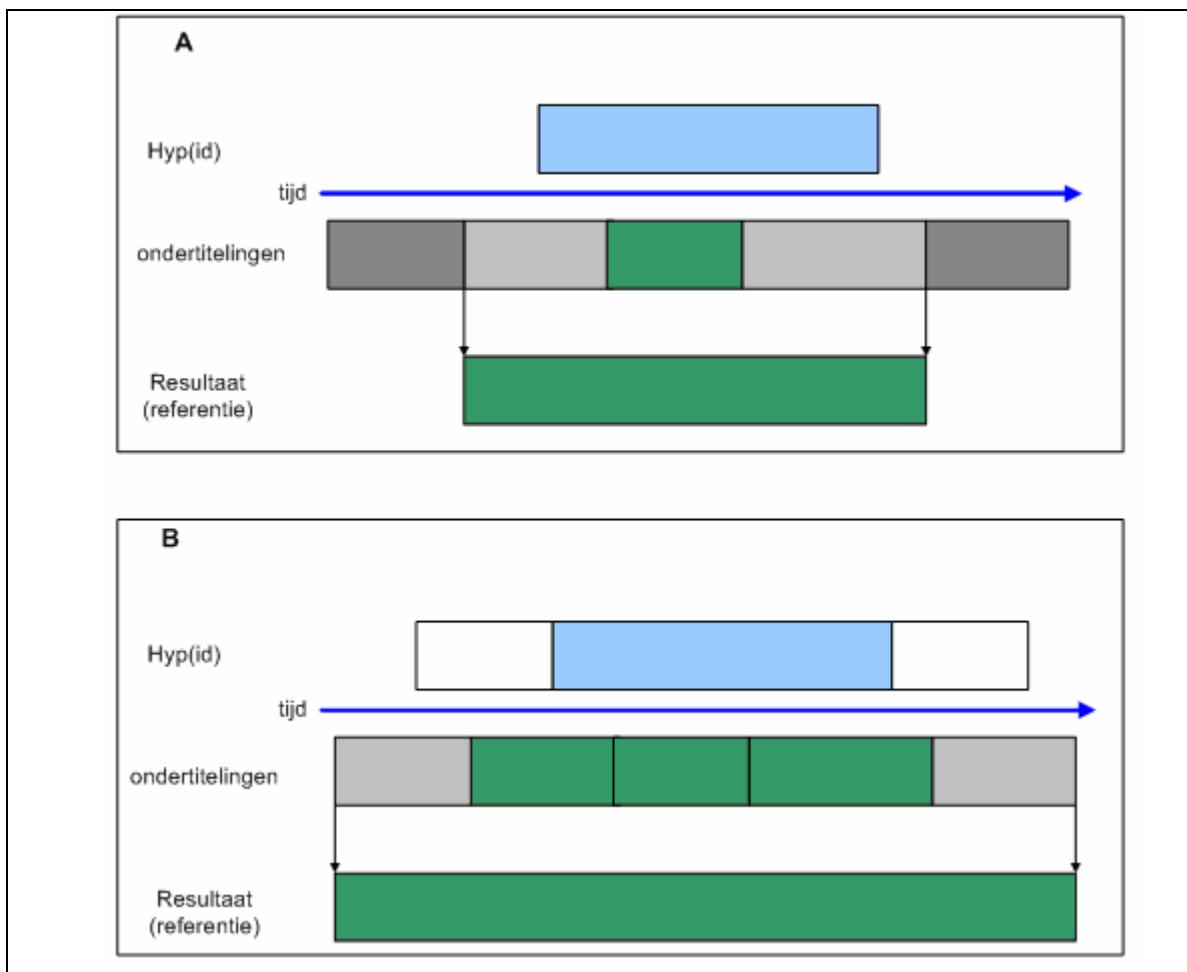 A
Hyp(id)
tijd
ondertitelingen
Resultaat
(referentie)
B
Hyp(id)
tijd
ondertitelingen
Resultaat
(referentie)